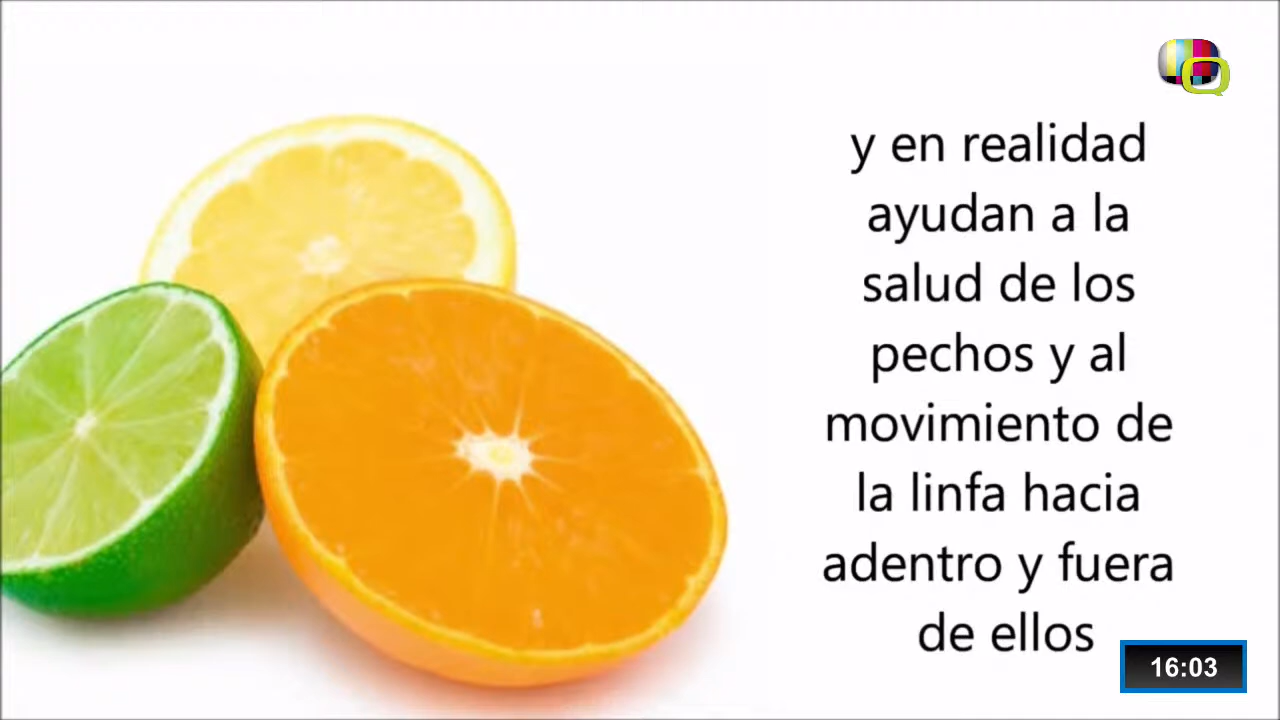 y en realidad
ayudan a la
salud de los
pechos y al
movimiento de
la linfa hacia
adentro y fuera
de ellos
16:03
Q